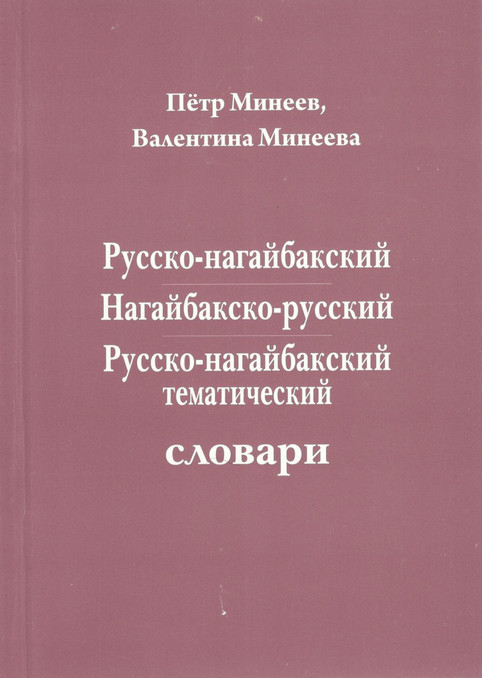 Пётр Минеев,
Валентина Минеева
Русско-нагайбакский
Нагайбакско-русский
Русско-нагайбакский
тематический
словари